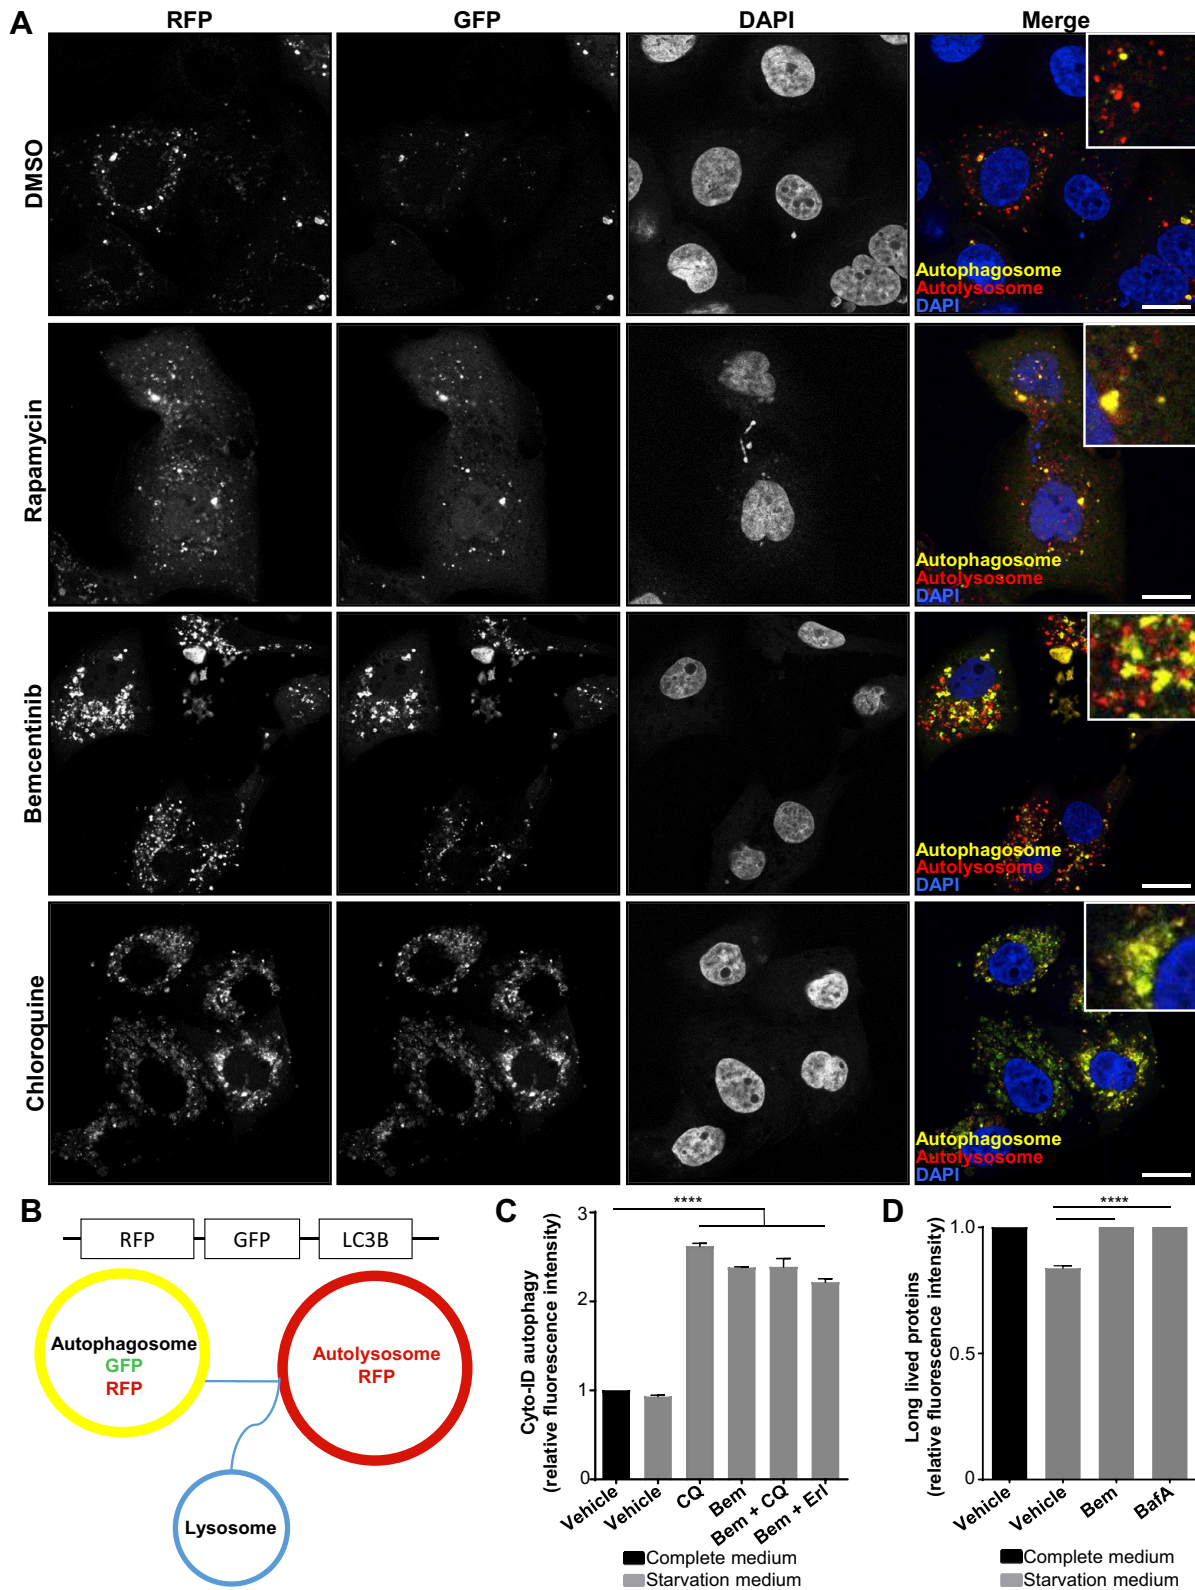 A
RFP
GFP
DAPI
Merge
DMSO
Autophagosome
Autolysosome
DAPI
Rapamycin
Autophagosome
Autolysosome
DAPI
Bemcentinib
Autophagosome
Autolysosome
DAPI
Chloroquine
Autophagosome
Autolysosome
DAPI
B
RFP
GFP
LC3B
Autophagosome
GFP
RFP
Autolysosome
RFP
Lysosome
C
Cyto-ID autophagy
(relative fluorescence intensity)
3
2
1
0
****
Vehicle
Vehicle
CQ
Bem
Bem + CQ
Bem + Erl
Complete medium
Starvation medium
D
Long lived proteins
(relative fluorescence intensity)
1.0
0.5
0
****
Vehicle
Vehicle
Bem
BafA
Complete medium
Starvation medium